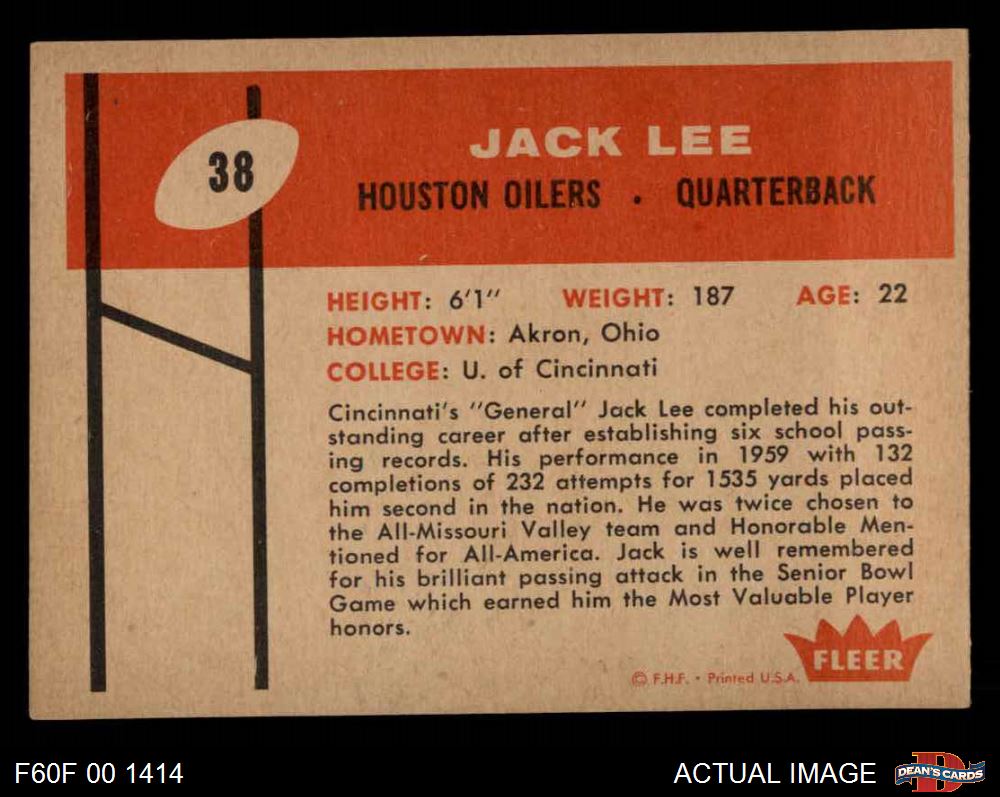 38
JACK LEE
HOUSTON OILERS . QUARTERBACK
HEIGHT: 6'1" WEIGHT: 187 AGE: 22
HOMETOWN: Akron, Ohio
COLLEGE: U. of Cincinnati
Cincinnati's "General" Jack Lee completed his out-
standing career after establishing six school pass-
ing records. His performance in 1959 with 132
completions of 232 attempts for 1535 yards placed
him second in the nation. He was twice chosen to
the All-Missouri Valley team and Honorable Men-
tioned for All-America. Jack is well remembered
for his brilliant passing attack in the Senior Bowl
Game which earned him the Most Valuable Player
honors.
FLEER
© F.H.F. • Printed U.S.A.
F60F 00 1414
ACTUAL IMAGE
D
DEAN'S CARDS